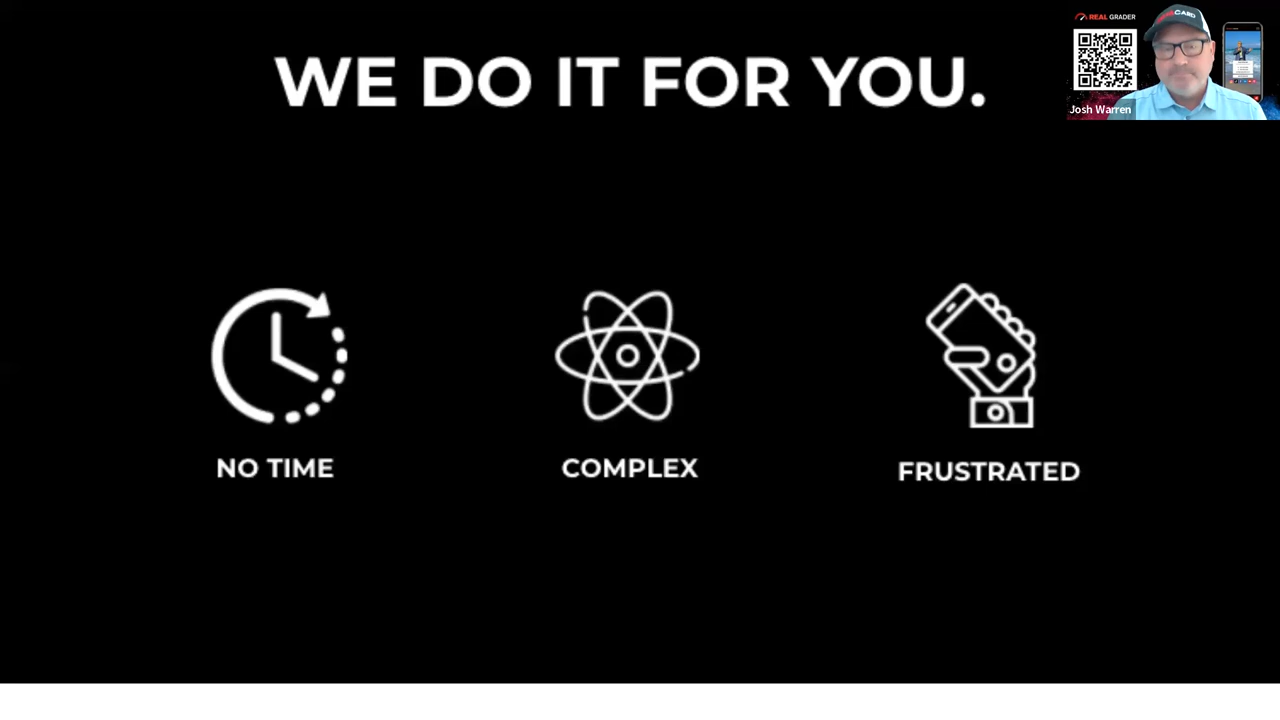 WE DO IT FOR YOU.
REAL GRADER
Josh Warren
NO TIME
COMPLEX
FRUSTRATED